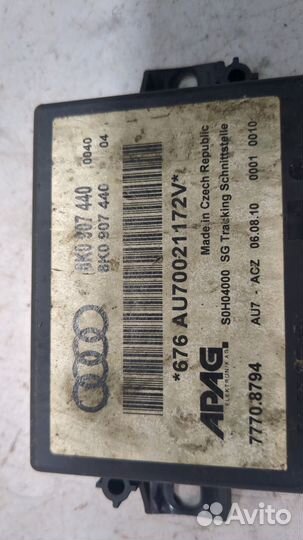 8K0 907 440 0040
8K0 907 440 04
*676 AU70021172V*
Made in Czech Republic
S0H04000 SG Tracking Schnittstelle
APAG
ELEKTRONIK AG
AU7 - ACZ 06.08.10 0001 0010
7770.8794
Avito